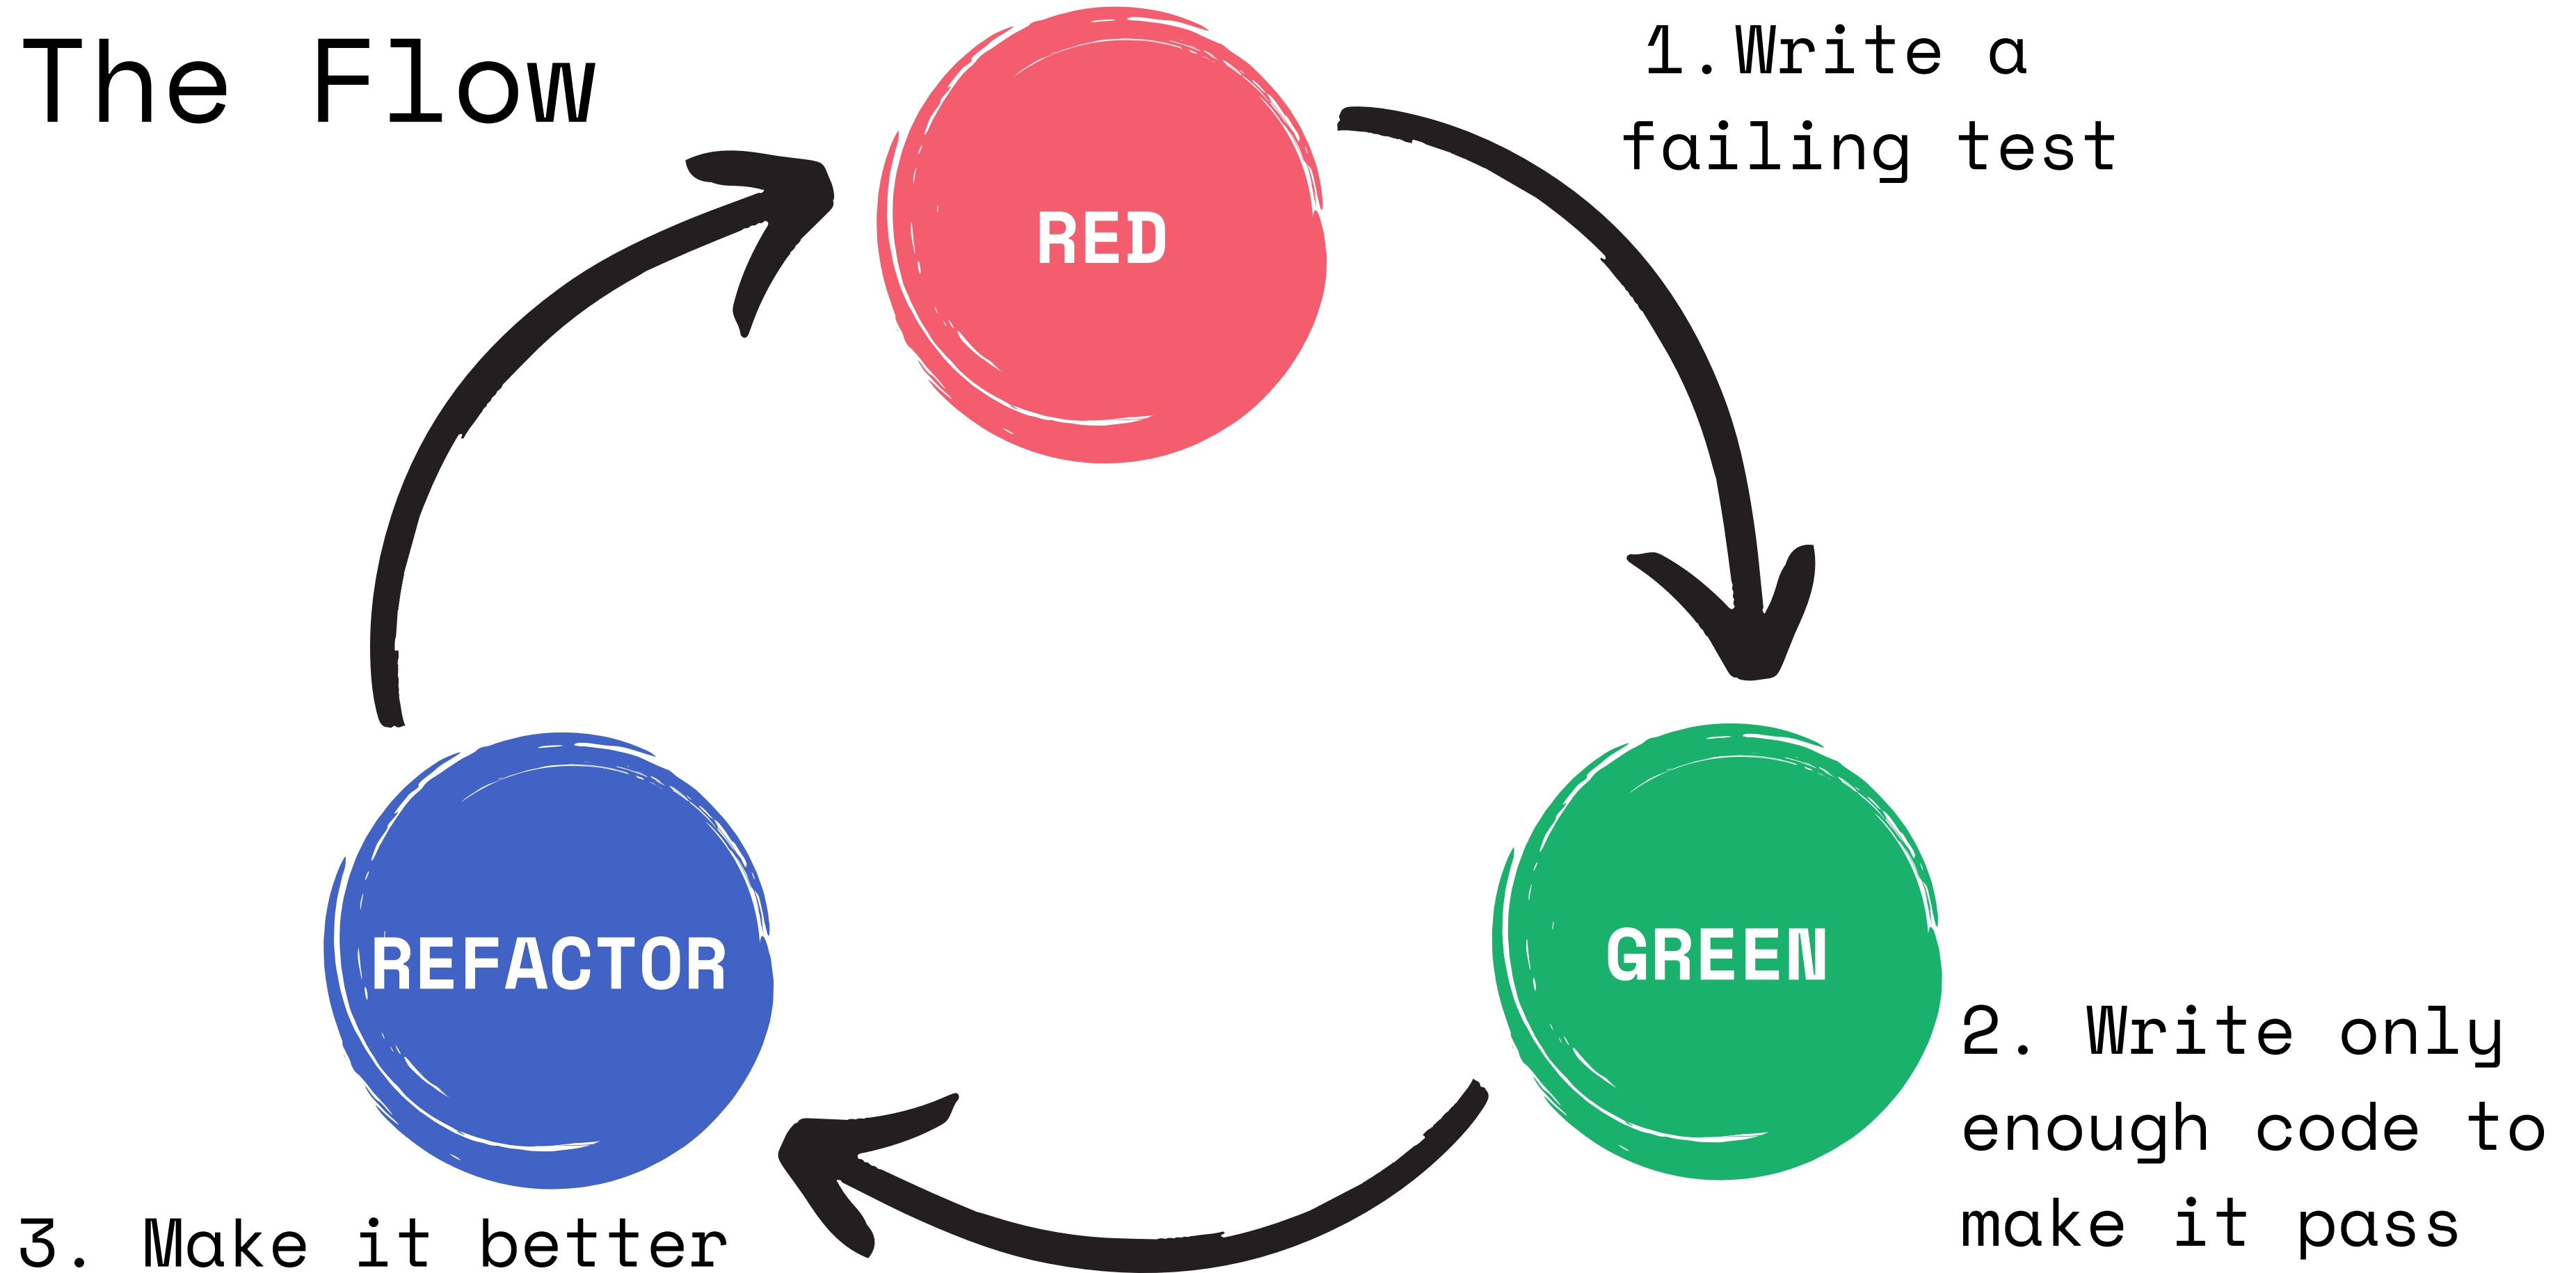 The Flow
RED
1.Write a
failing test
GREEN
2. Write only
enough code to
make it pass
REFACTOR
3. Make it better